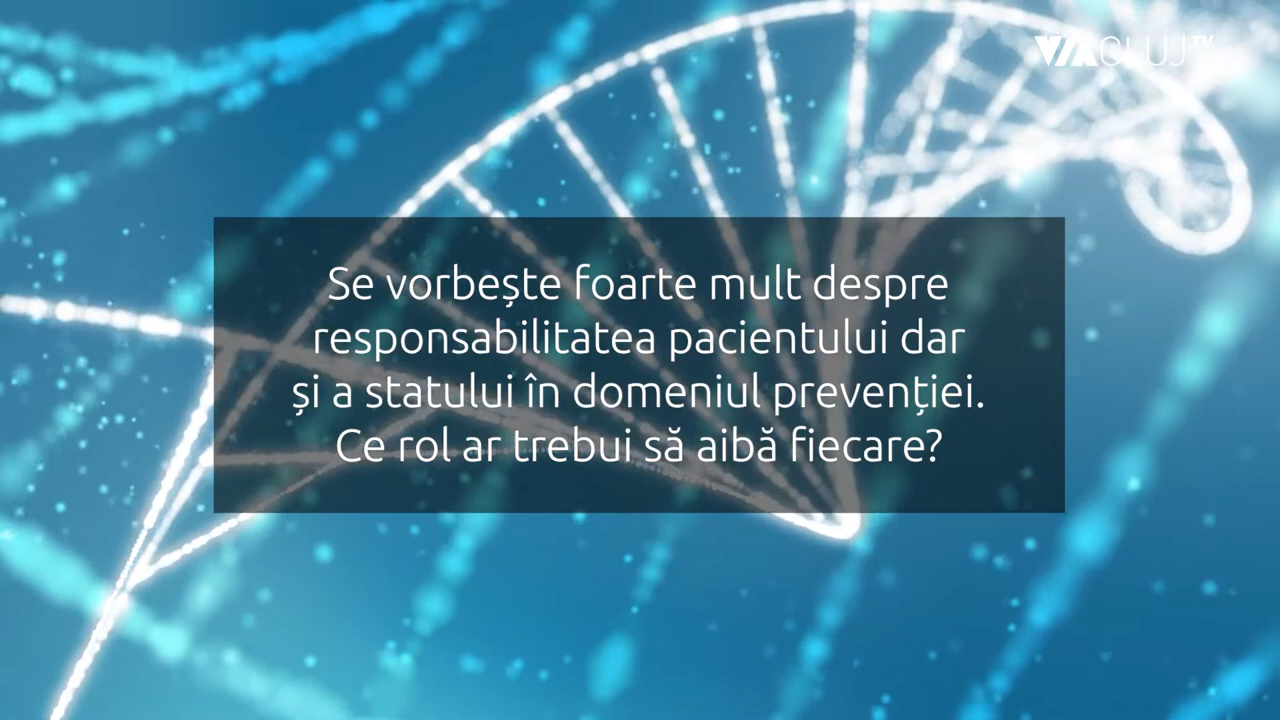 VIA CLUJ TV
Se vorbește foarte mult despre
responsabilitatea pacientului dar
și a statului în domeniul prevenției.
Ce rol ar trebui să aibă fiecare?